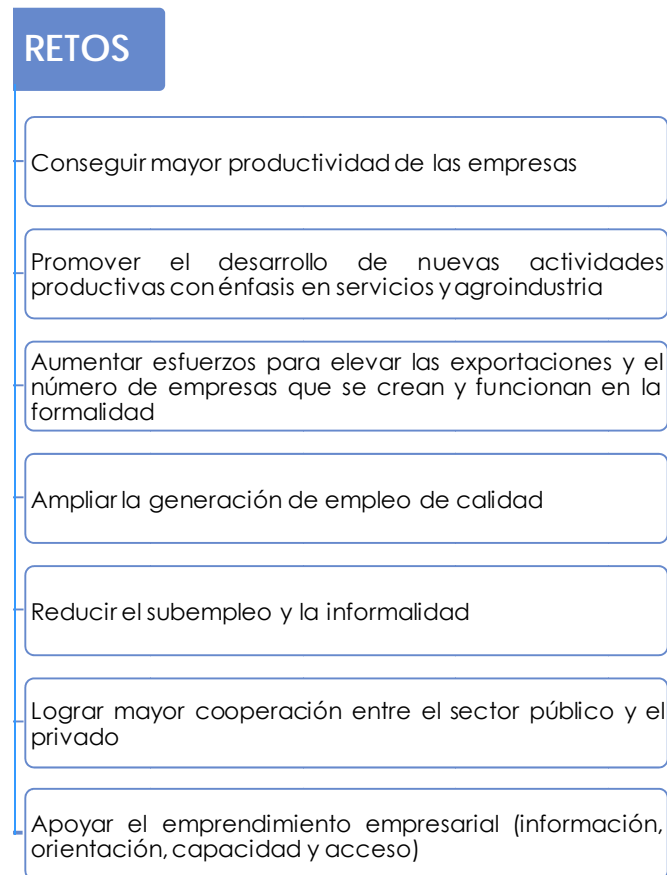 RETOS
Conseguir mayor productividad de las empresas
Promover el desarrollo de nuevas actividades
productivas con énfasis en servicios y agroindustria
Aumentar esfuerzos para elevar las exportaciones y el
número de empresas que se crean y funcionan en la
formalidad
Ampliar la generación de empleo de calidad
Reducir el subempleo y la informalidad
Lograr mayor cooperación entre el sector público y el
privado
Apoyar el emprendimiento empresarial (información,
orientación, capacidad y acceso)